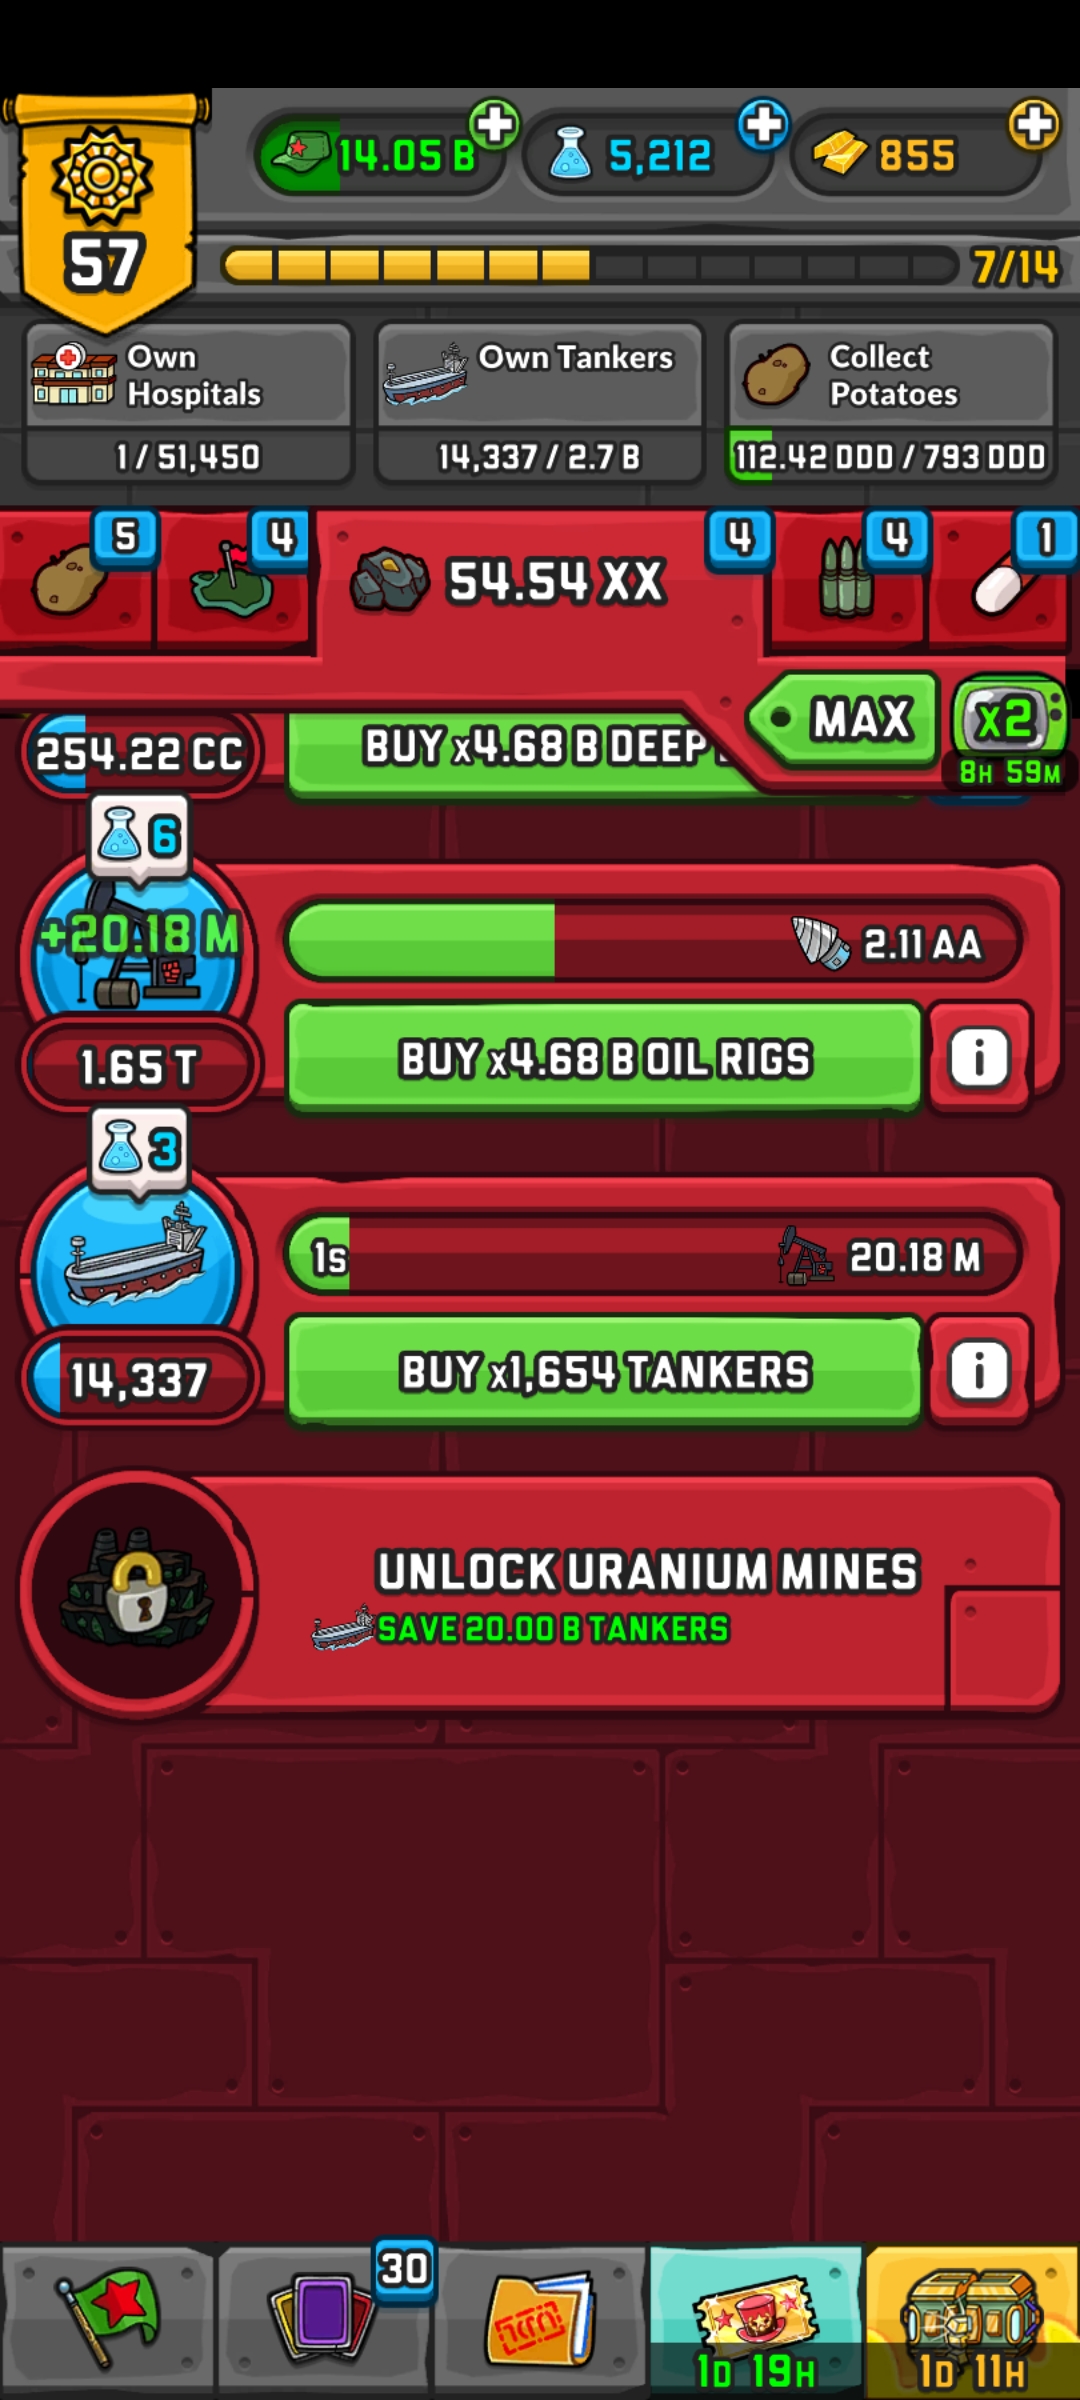 14.05 B
5,212
855
57
7/14
Own
Hospitals
1 / 51,450
Own Tankers
14,337 / 2.7 B
Collect
Potatoes
112.42 DDD / 793 DDD
5
4
54.54 XX
4
4
1
MAX
x2
8H 59M
254.22 CC
BUY x4.68 B DEEP
6
+20.18 M
2.11 AA
1.65 T
BUY x4.68 B OIL RIGS
i
3
1s
20.18 M
14,337
BUY x1,654 TANKERS
i
UNLOCK URANIUM MINES
SAVE 20.00 B TANKERS
30
1D 19H
1D 11H